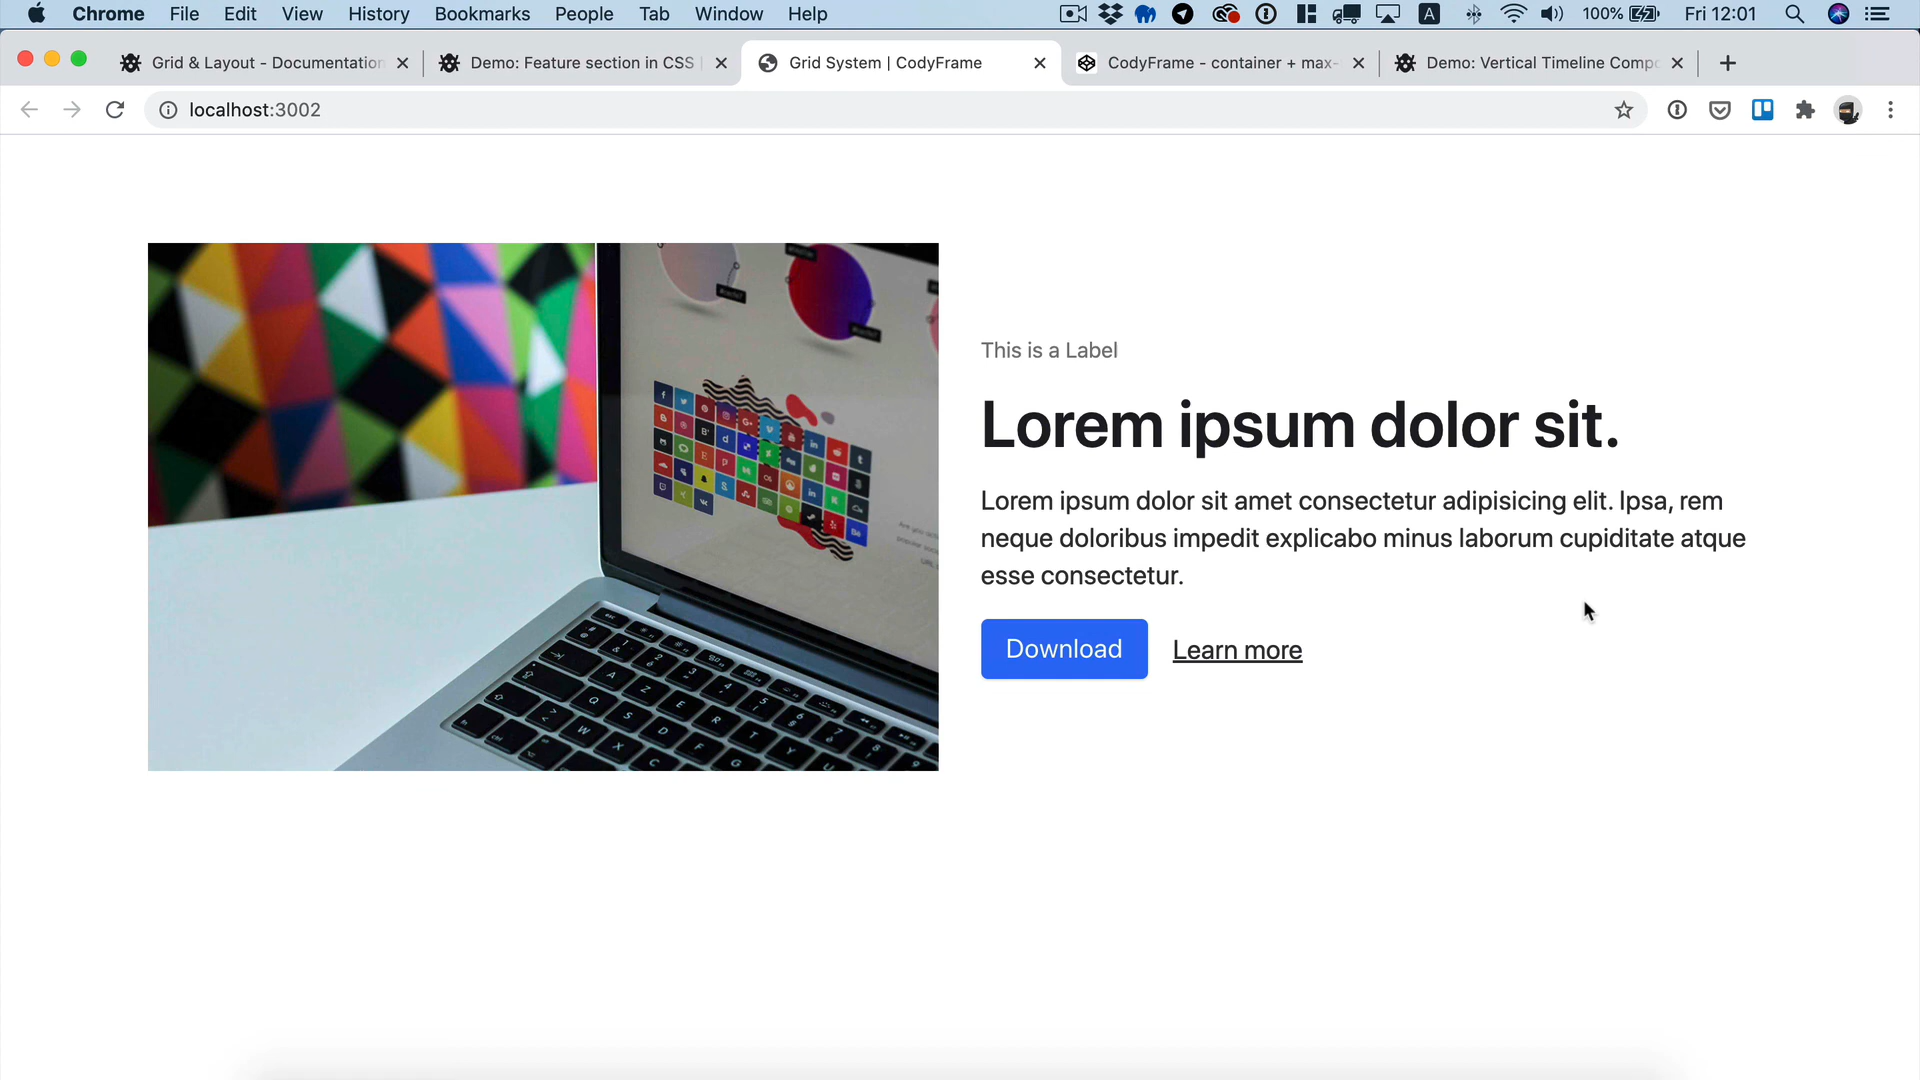 Chrome File Edit View History Bookmarks People Tab Window Help 100% Fri 12:01
Grid & Layout - Documentation Demo: Feature section in CSS | Grid System | CodyFrame CodyFrame - container + max- Demo: Vertical Timeline Compo
localhost:3002
This is a Label
Lorem ipsum dolor sit.
Lorem ipsum dolor sit amet consectetur adipisicing elit. Ipsa, rem
neque doloribus impedit explicabo minus laborum cupiditate atque
esse consectetur.
Download Learn more